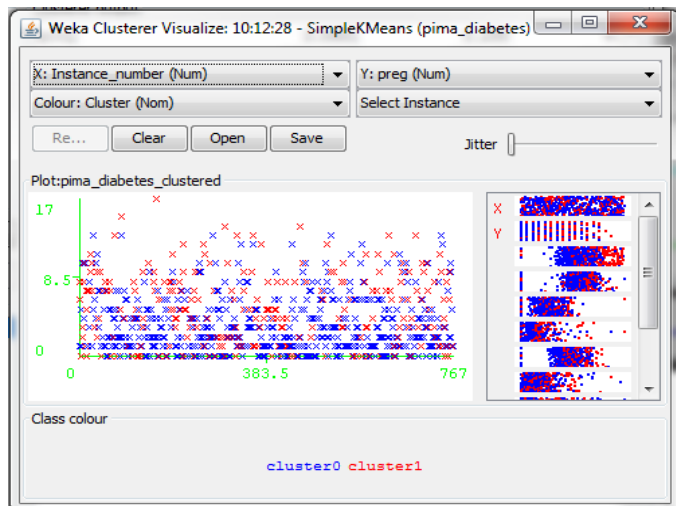 Weka Clusterer Visualize: 10:12:28 - SimpleKMeans (pima_diabetes)
X: Instance_number (Num)
Y: preg (Num)
Colour: Cluster (Nom)
Select Instance
Re...
Clear
Open
Save
Jitter
Plot:pima_diabetes_clustered
17
8.5
0
0
383.5
767
X
Y
Class colour
cluster0 cluster1